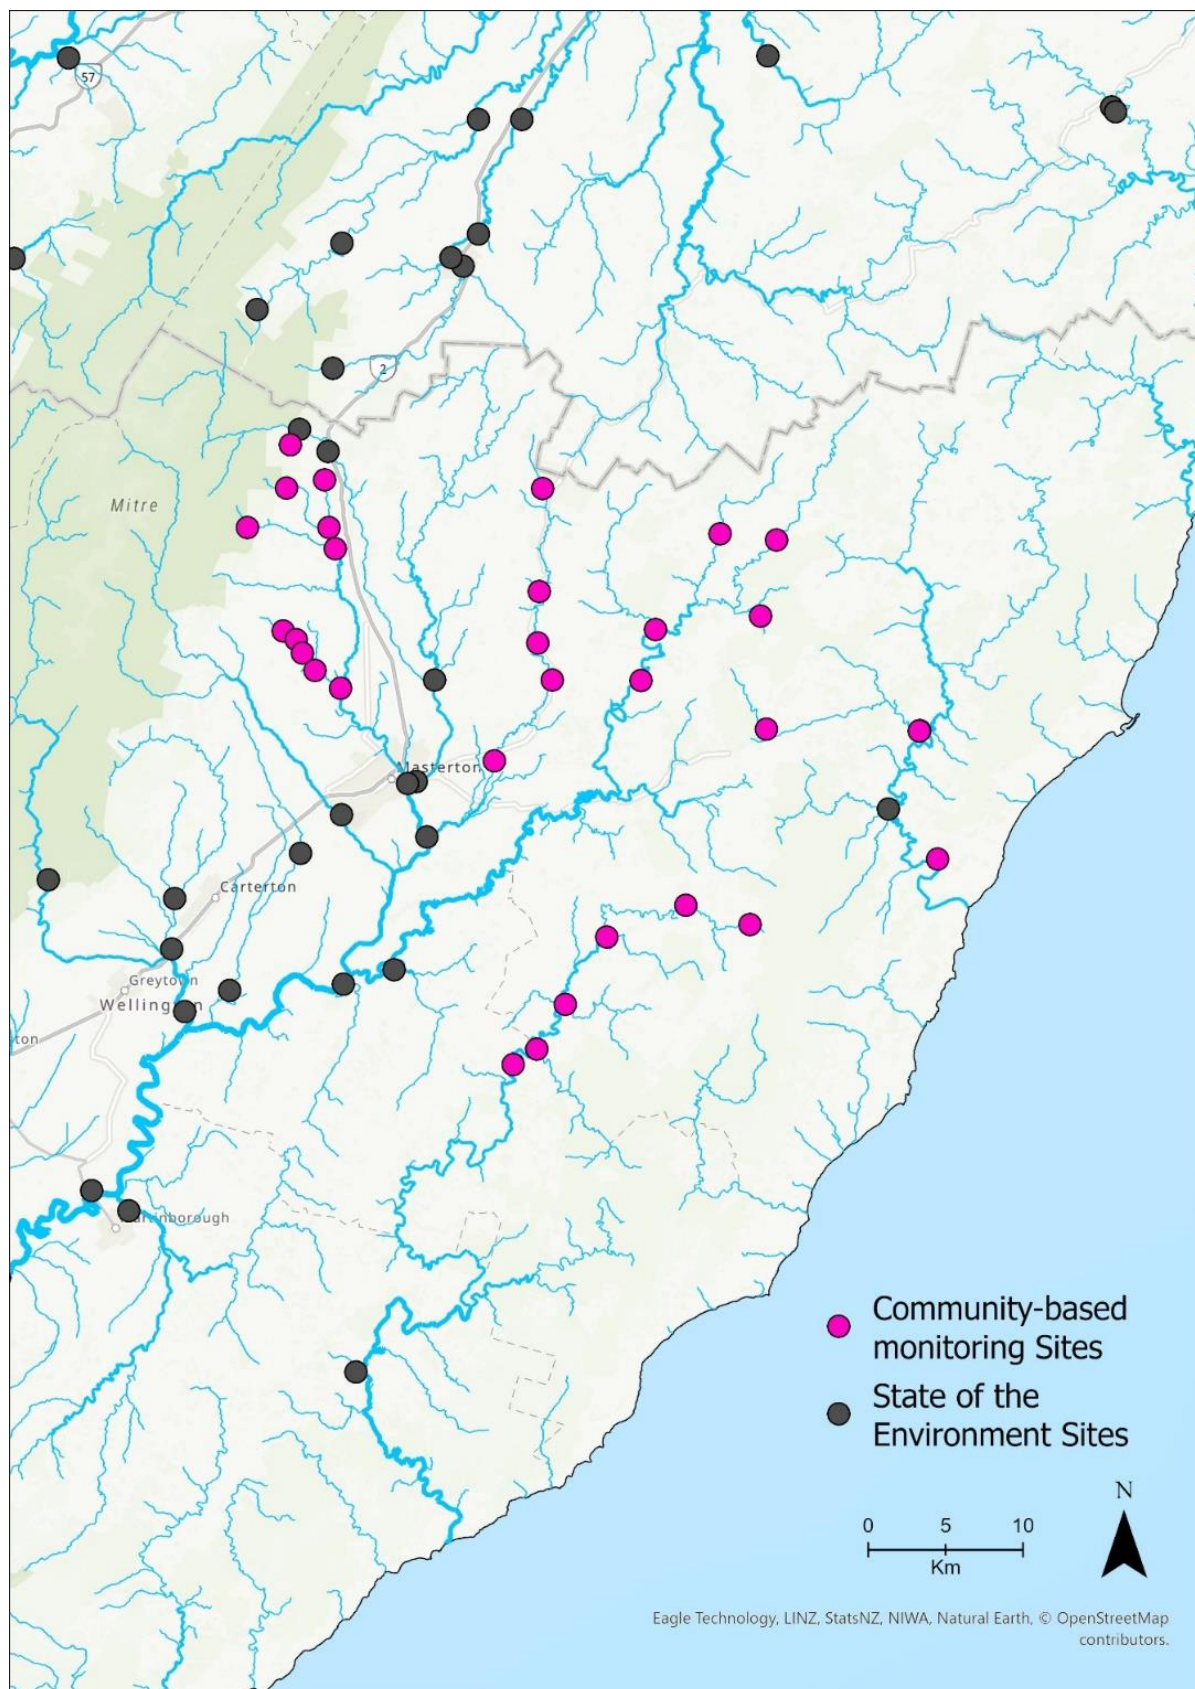 57
2
Mitre
Masterton
Carterton
Greytown
Wellington
ton
Martinborough
Community-based
monitoring Sites
State of the
Environment Sites
N
0 5 10
Km
Eagle Technology, LINZ, StatsNZ, NIWA, Natural Earth, © OpenStreetMap
contributors.